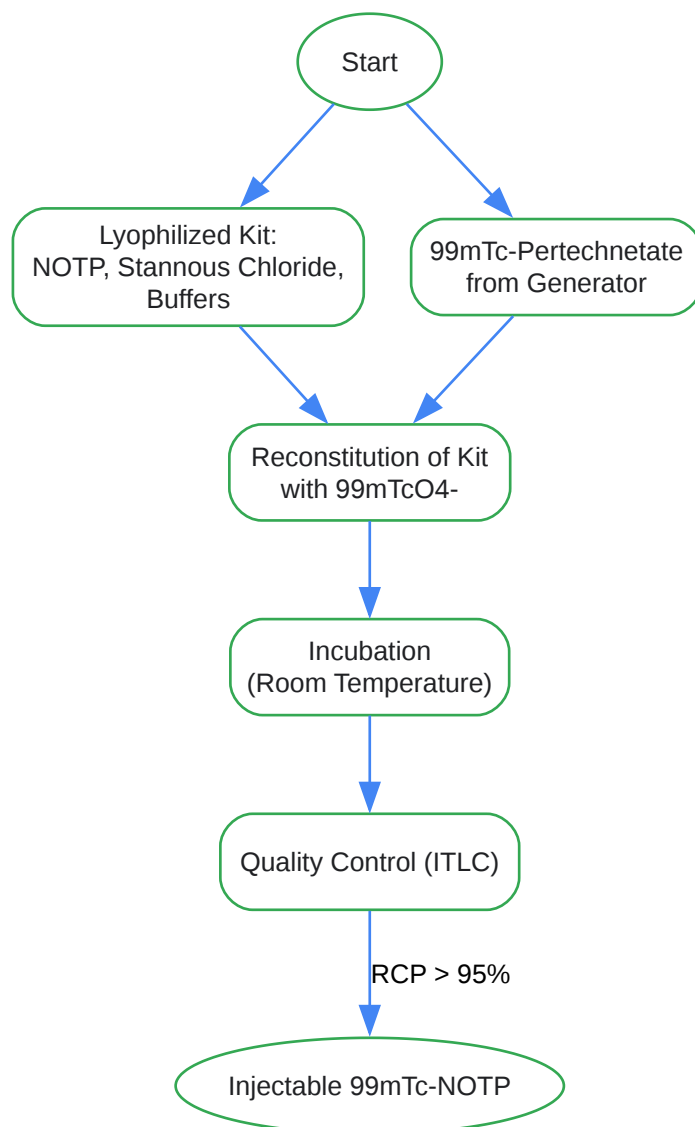 Start
Lyophilized Kit:
NOTP, Stannous Chloride,
Buffers
99mTc-Pertechnetate
from Generator
Reconstitution of Kit
with 99mTcO4-
Incubation
(Room Temperature)
Quality Control (ITLC)
RCP > 95%
Injectable 99mTc-NOTP